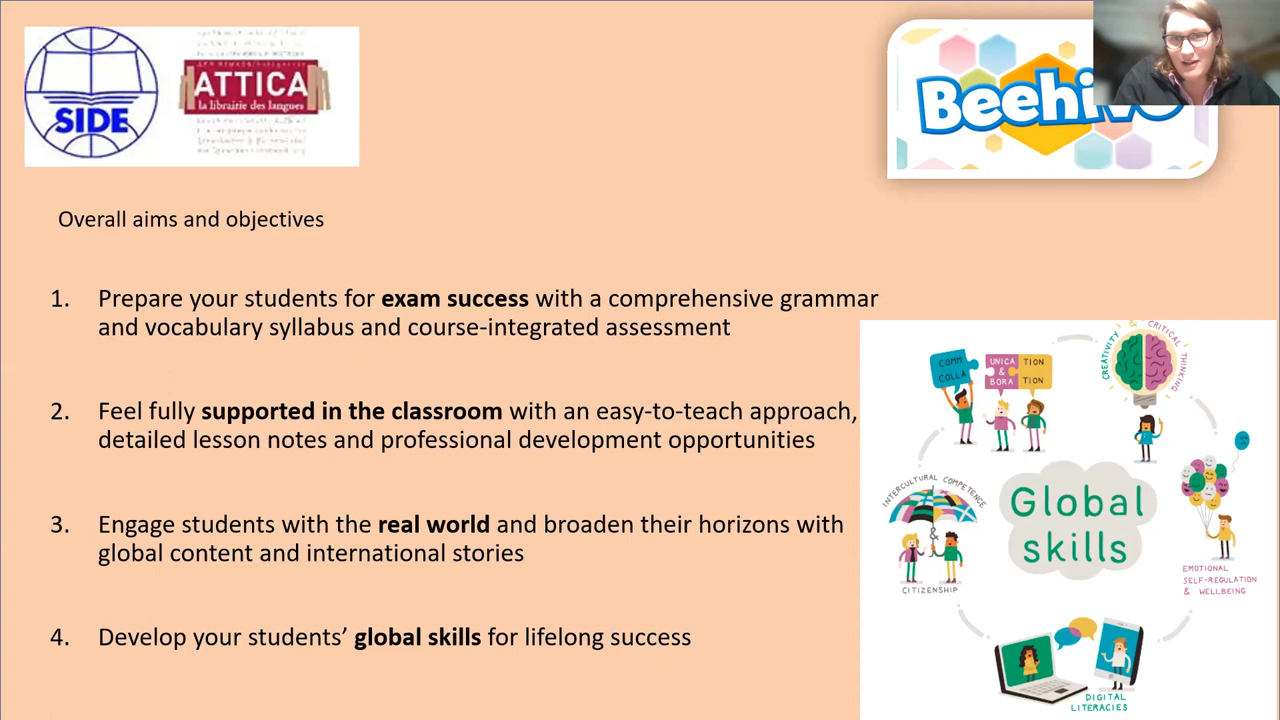 SIDE
ATTICA
la librairie des langues
Beehive
Overall aims and objectives
1. Prepare your students for exam success with a comprehensive grammar
and vocabulary syllabus and course-integrated assessment
2. Feel fully supported in the classroom with an easy-to-teach approach,
detailed lesson notes and professional development opportunities
3. Engage students with the real world and broaden their horizons with
global content and international stories
4. Develop your students’ global skills for lifelong success
COMM UNICA TION
&
COLLA BORA TION
CREATIVITY & CRITICAL THINKING
INTERCULTURAL COMPETENCE
&
CITIZENSHIP
Global
skills
EMOTIONAL
SELF-REGULATION
& WELLBEING
DIGITAL
LITERACIES